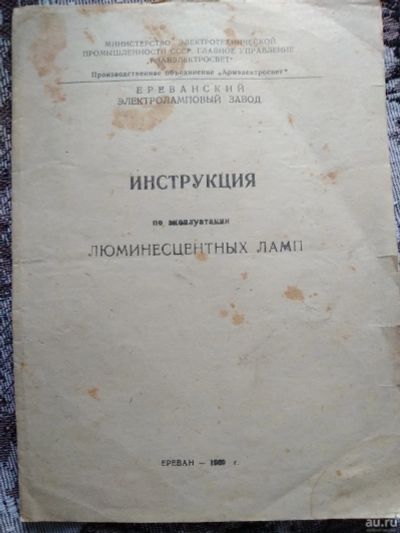 МИНИСТЕРСТВО ЭЛЕКТРОТЕХНИЧЕСКОЙ
ПРОМЫШЛЕННОСТИ СССР. ГЛАВНОЕ УПРАВЛЕНИЕ
„ГЛАВЭЛЕКТРОСВЕТ"
Производственное объединение „Армэлектросвет"
ЕРЕВАНСКИЙ
ЭЛЕКТРОЛАМПОВЫЙ ЗАВОД
ИНСТРУКЦИЯ
по эксплуатации
ЛЮМИНЕСЦЕНТНЫХ ЛАМП
ЕРЕВАН — 1969 г.
au.ru